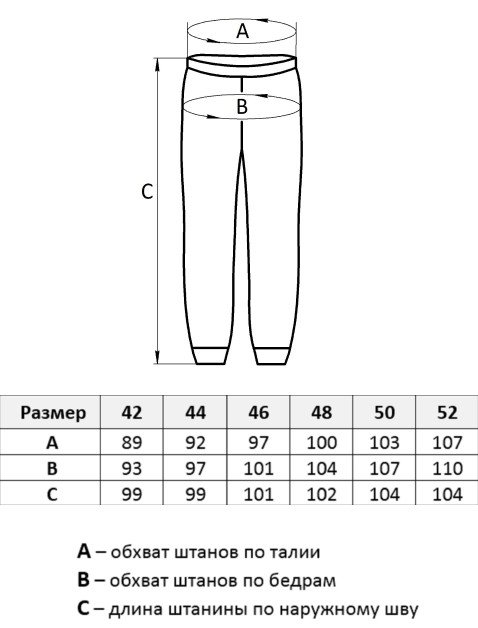 A
B
C
Размер 42 44 46 48 50 52
A 89 92 97 100 103 107
B 93 97 101 104 107 110
C 99 99 101 102 104 104
A – обхват штанов по талии
B – обхват штанов по бедрам
C – длина штанины по наружному шву